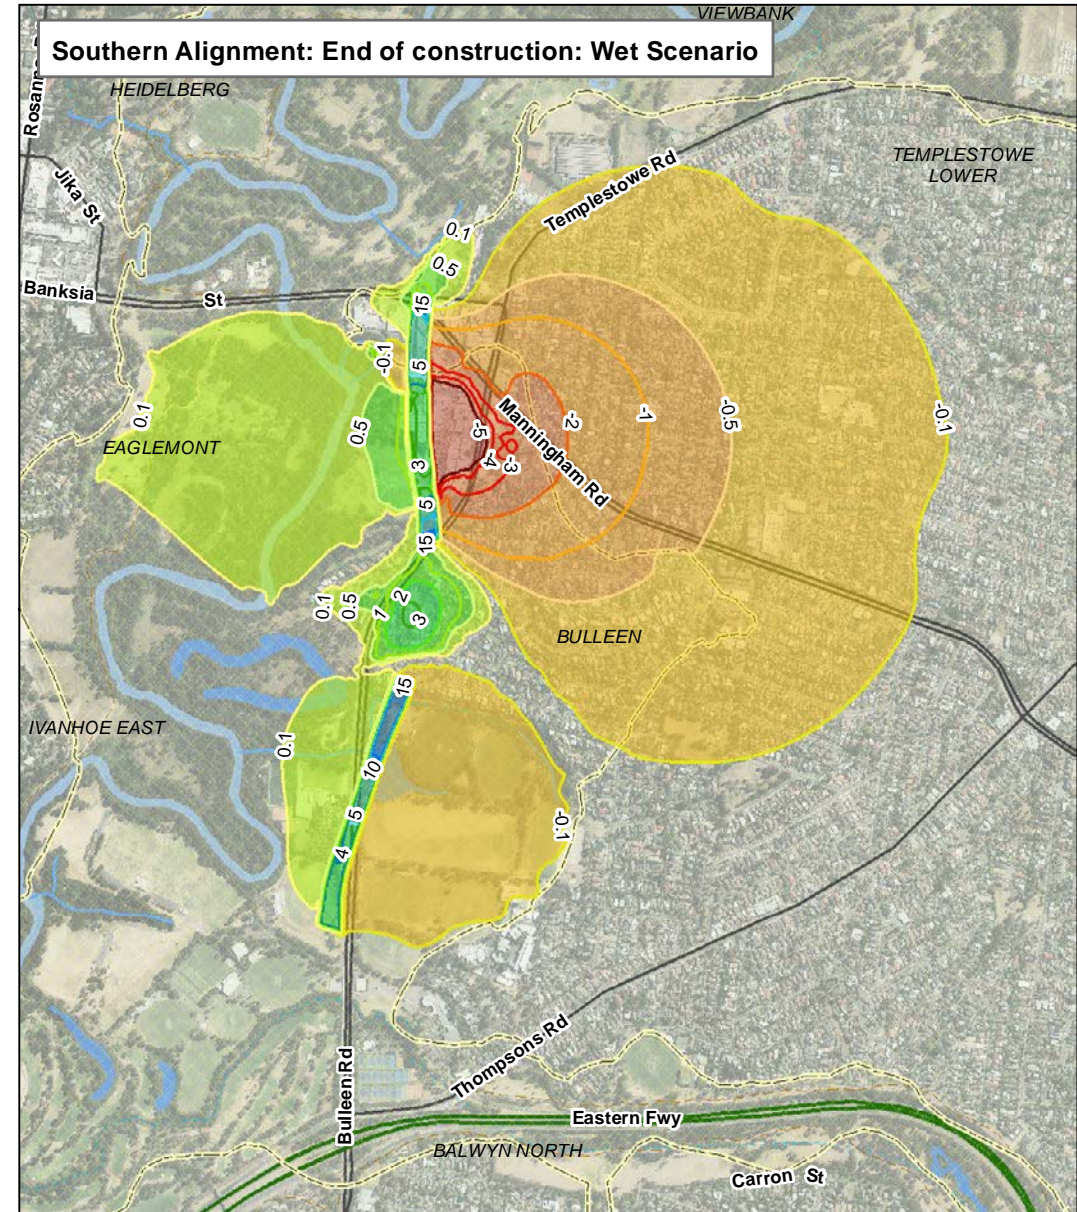 VIEWBANK
Southern Alignment: End of construction: Wet Scenario
Rosanna
HEIDELBERG
TEMPLESTOWE
LOWER
Jika St
Templestowe Rd
0.1
0.5
Banksia St
15
-0.1
5
0.1
0.5
EAGLEMONT
3
5
15
-5
-4
-3
Manningham Rd
-2
-1
-0.5
-0.1
0.1
0.5
1
2
3
BULLEEN
15
IVANHOE EAST
0.1
10
5
4
-0.1
Thompsons Rd
Bulleen Rd
Eastern Fwy
BALWYN NORTH
Carron St